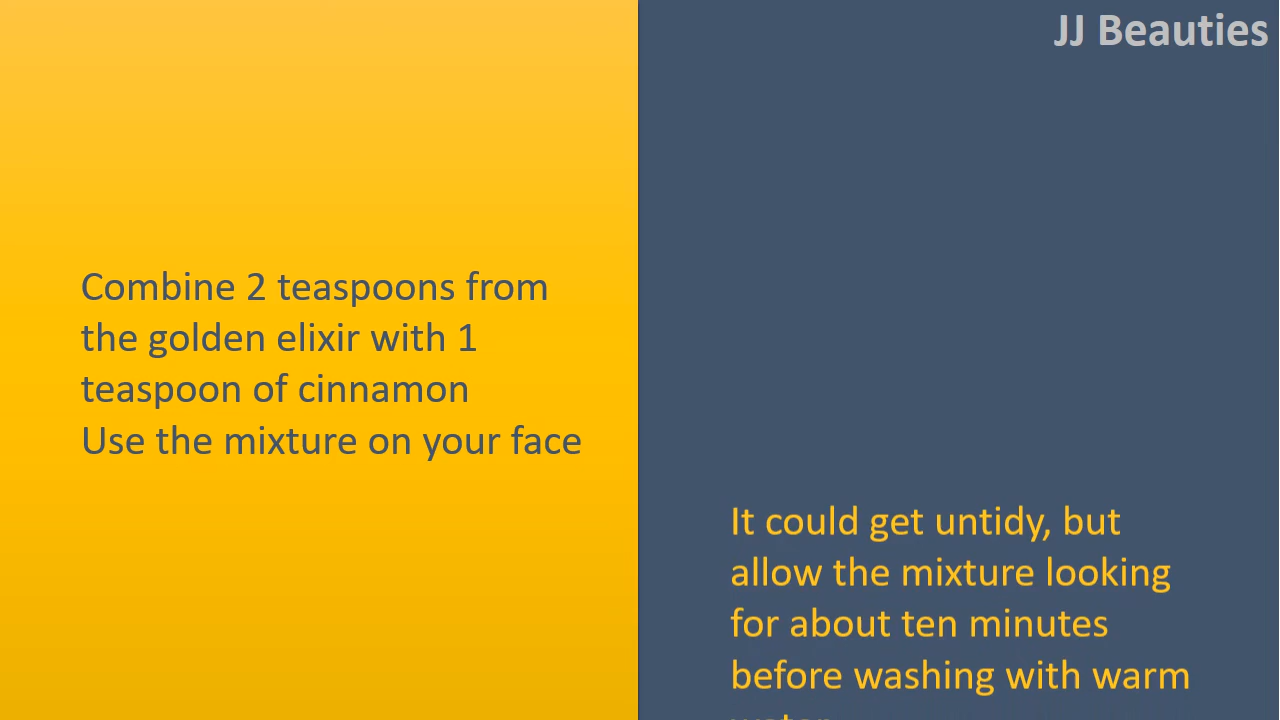 JJ Beauties
Combine 2 teaspoons from
the golden elixir with 1
teaspoon of cinnamon
Use the mixture on your face
It could get untidy, but
allow the mixture looking
for about ten minutes
before washing with warm